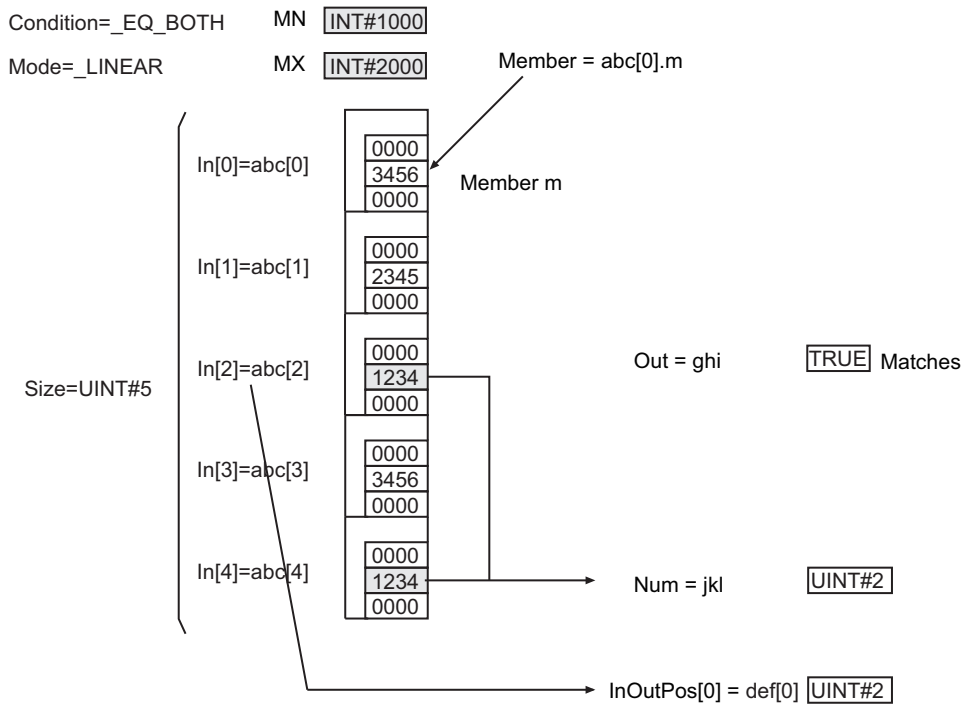 Condition=_EQ_BOTH MN INT#1000
Mode=_LINEAR MX INT#2000
Member = abc[0].m
In[0]=abc[0]
0000
3456
0000
Member m
In[1]=abc[1]
0000
2345
0000
Size=UINT#5
In[2]=abc[2]
0000
1234
0000
Out = ghi TRUE Matches
In[3]=abc[3]
0000
3456
0000
In[4]=abc[4]
0000
1234
0000
Num = jkl UINT#2
InOutPos[0] = def[0] UINT#2